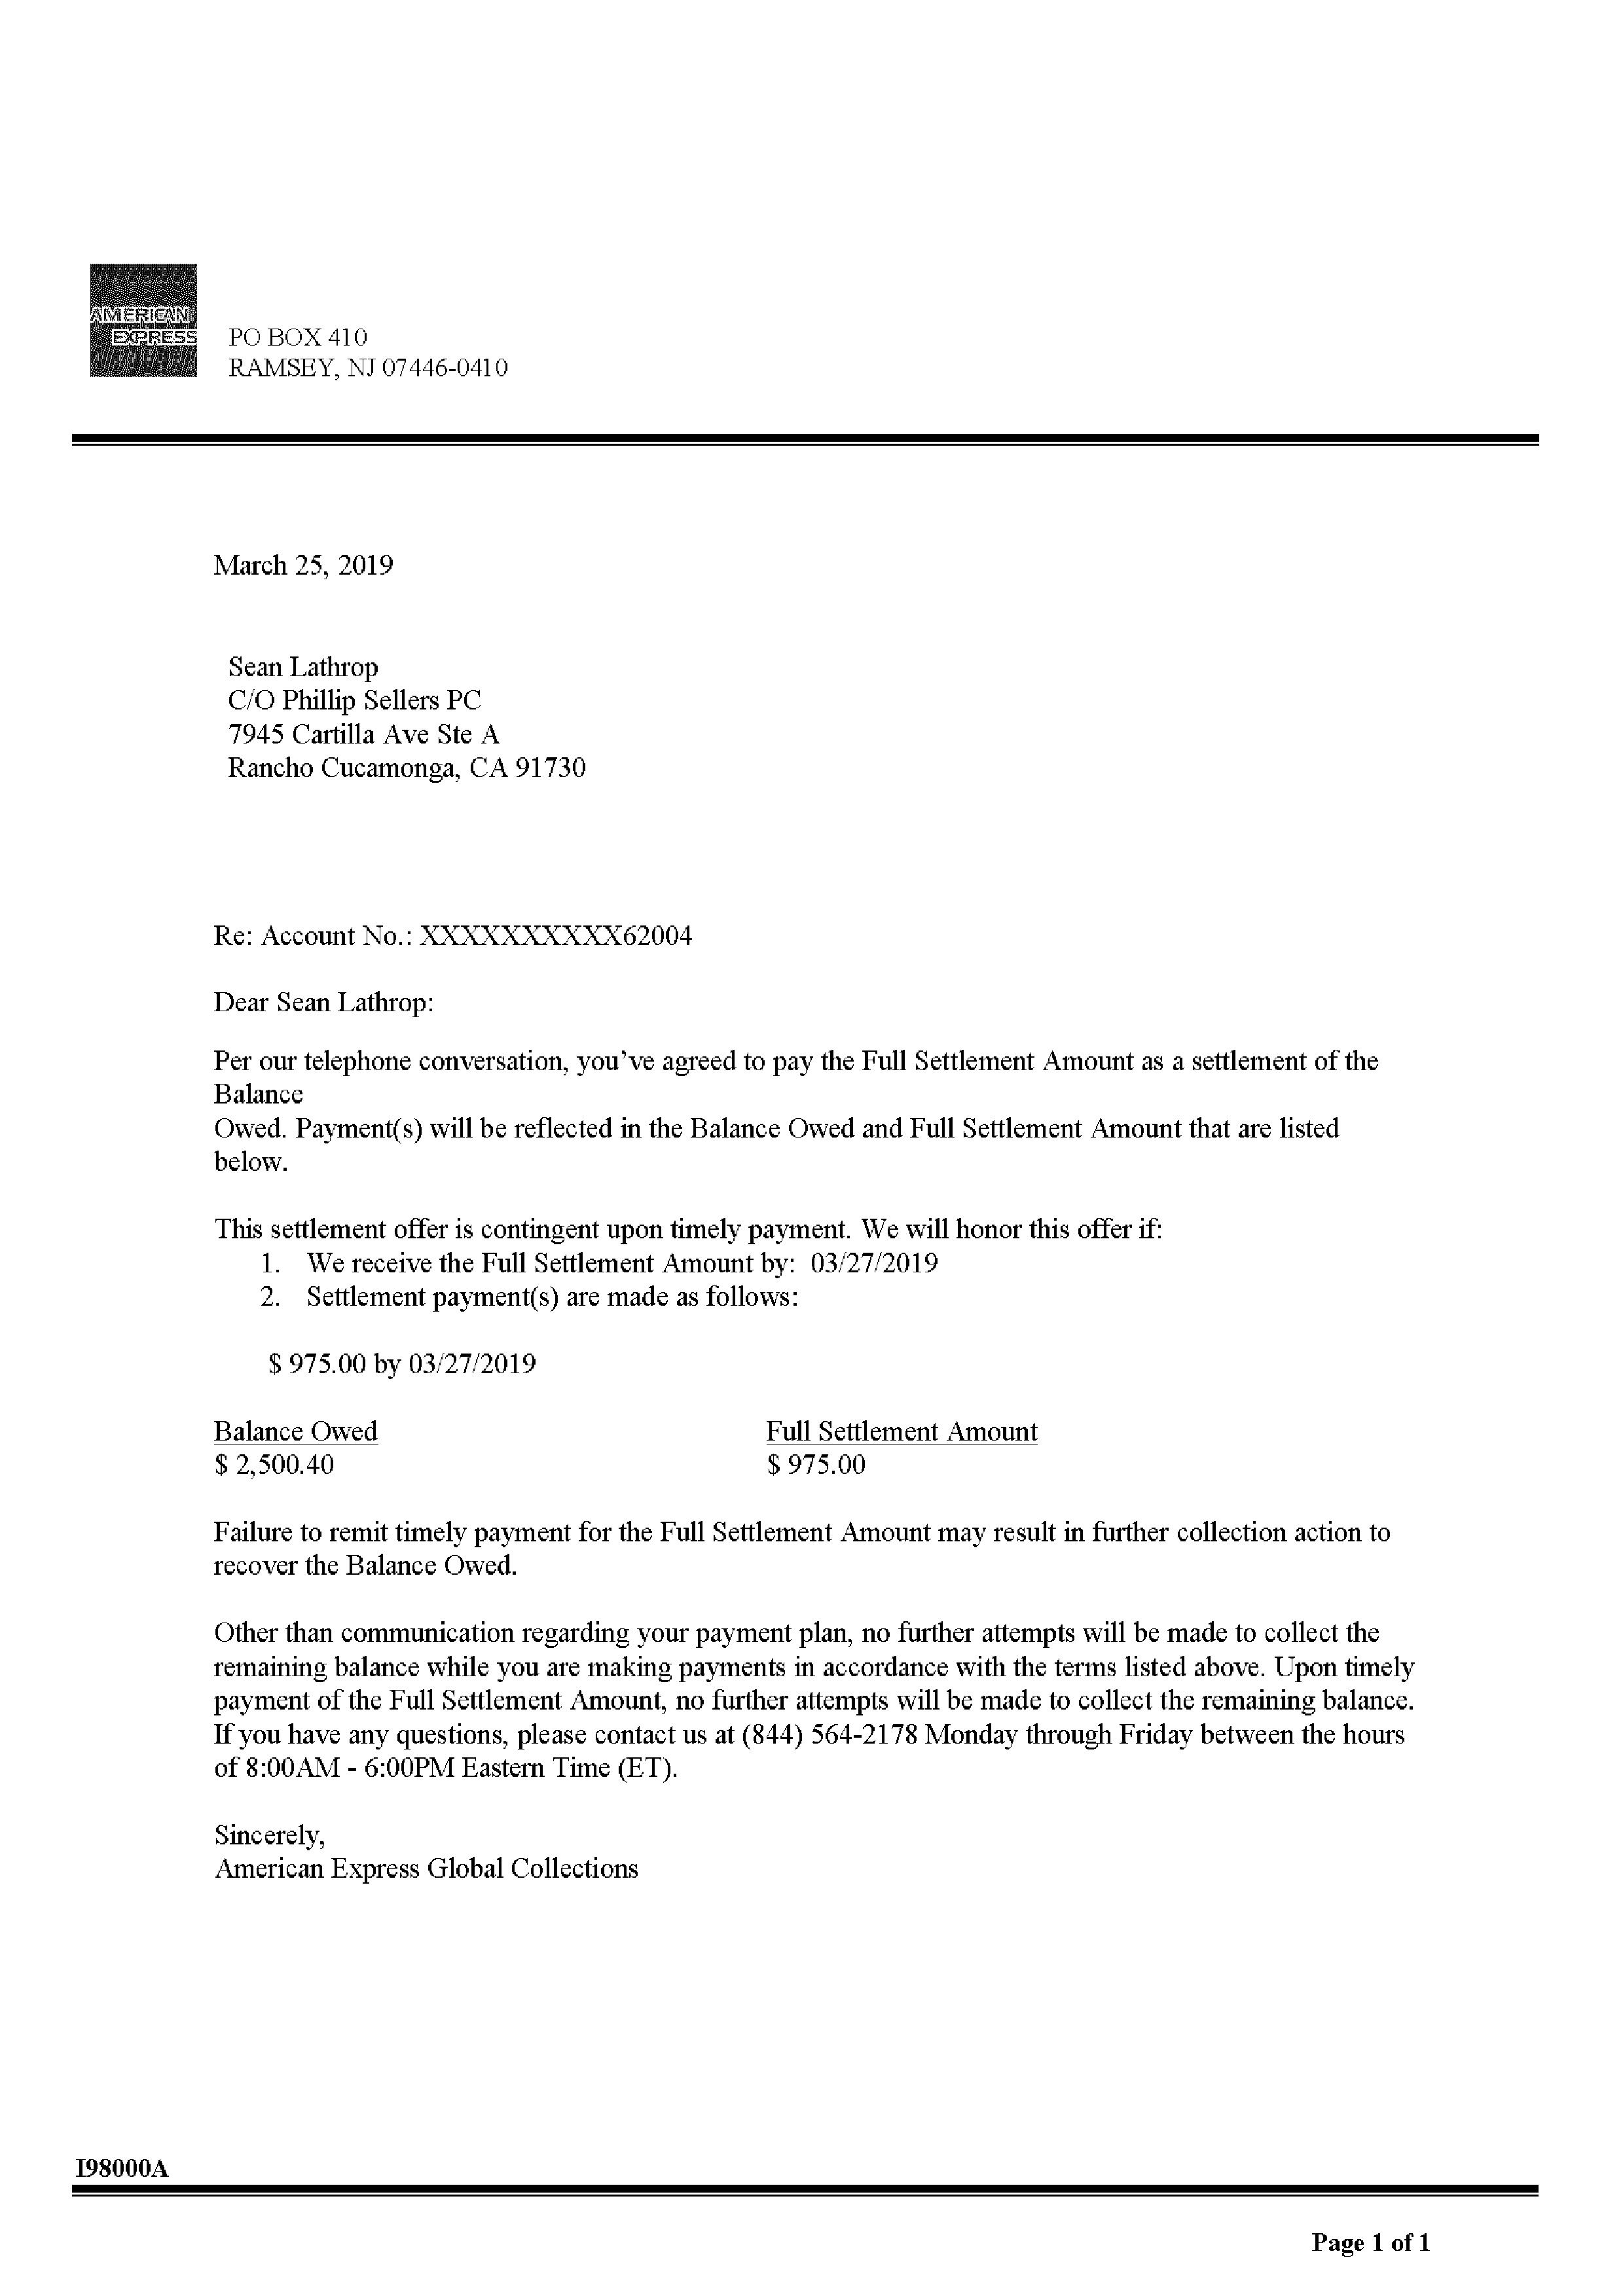 AMERICAN
EXPRESS
PO BOX 410
RAMSEY, NJ 07446-0410
March 25, 2019
Sean Lathrop
C/O Phillip Sellers PC
7945 Cartilla Ave Ste A
Rancho Cucamonga, CA 91730
Re: Account No.: XXXXXXXXXX62004
Dear Sean Lathrop:
Per our telephone conversation, you’ve agreed to pay the Full Settlement Amount as a settlement of the
Balance
Owed. Payment(s) will be reflected in the Balance Owed and Full Settlement Amount that are listed
below.
This settlement offer is contingent upon timely payment. We will honor this offer if:
1. We receive the Full Settlement Amount by: 03/27/2019
2. Settlement payment(s) are made as follows:
$ 975.00 by 03/27/2019
Balance Owed Full Settlement Amount
$ 2,500.40 $ 975.00
Failure to remit timely payment for the Full Settlement Amount may result in further collection action to
recover the Balance Owed.
Other than communication regarding your payment plan, no further attempts will be made to collect the
remaining balance while you are making payments in accordance with the terms listed above. Upon timely
payment of the Full Settlement Amount, no further attempts will be made to collect the remaining balance.
If you have any questions, please contact us at (844) 564-2178 Monday through Friday between the hours
of 8:00AM - 6:00PM Eastern Time (ET).
Sincerely,
American Express Global Collections
I98000A
Page 1 of 1